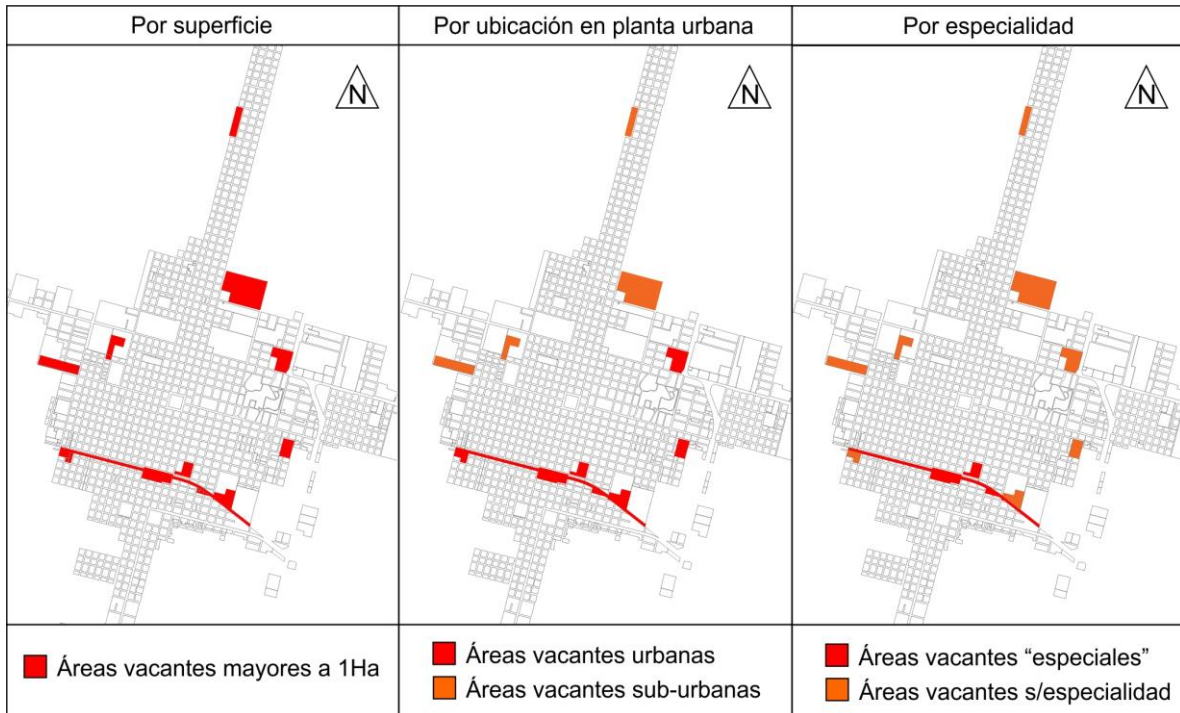 Por superficie
Por ubicación en planta urbana
Por especialidad
N
N
N
Áreas vacantes mayores a 1Ha
Áreas vacantes urbanas
Áreas vacantes sub-urbanas
Áreas vacantes “especiales”
Áreas vacantes s/especialidad